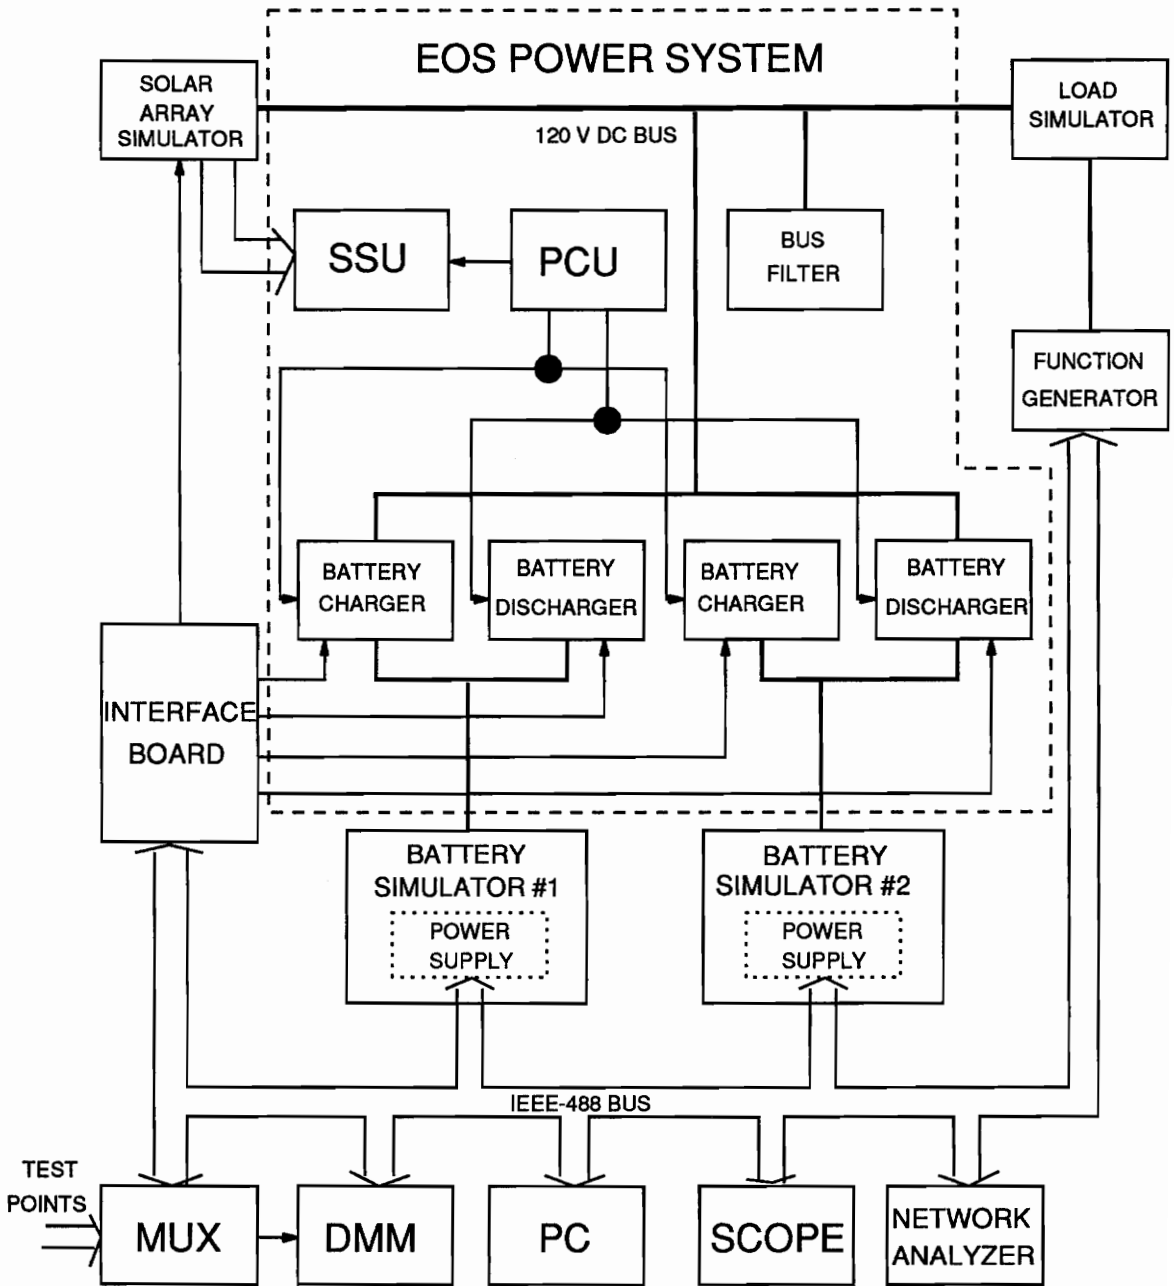 EOS POWER SYSTEM
SOLAR
ARRAY
SIMULATOR
LOAD
SIMULATOR
120 V DC BUS
SSU
PCU
BUS
FILTER
FUNCTION
GENERATOR
BATTERY
CHARGER
BATTERY
DISCHARGER
BATTERY
CHARGER
BATTERY
DISCHARGER
INTERFACE
BOARD
BATTERY
SIMULATOR #1
POWER
SUPPLY
BATTERY
SIMULATOR #2
POWER
SUPPLY
IEEE-488 BUS
TEST
POINTS
MUX
DMM
PC
SCOPE
NETWORK
ANALYZER